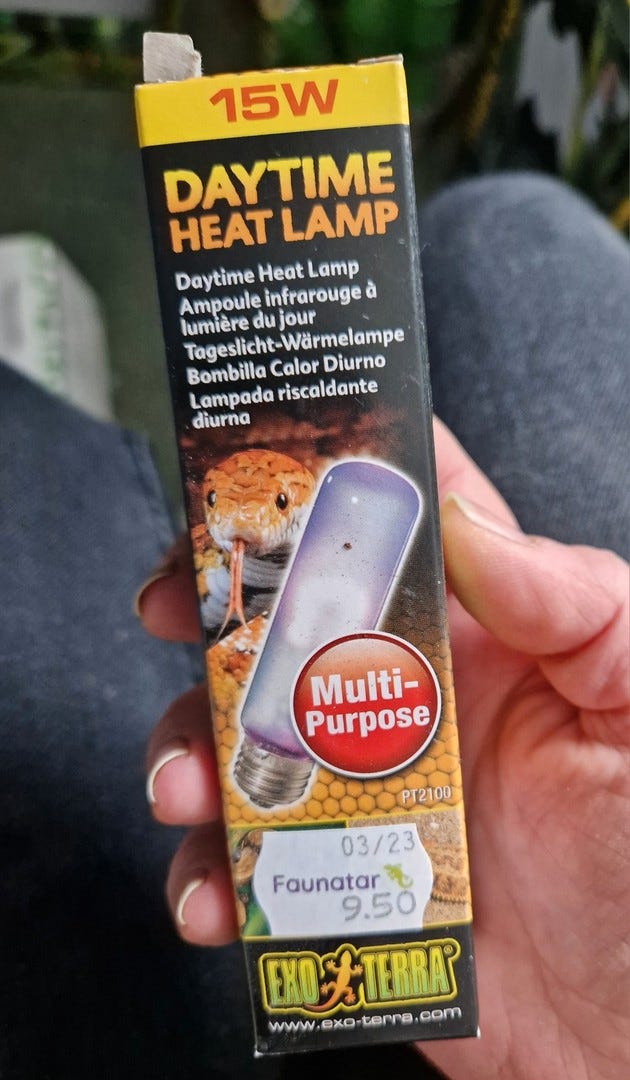 15W
DAYTIME
HEAT LAMP
Daytime Heat Lamp
Ampoule infrarouge à
lumière du jour
Tageslicht-Wärmelampe
Bombilla Calor Diurno
Lampada riscaldante
diurna
Multi-
Purpose
PT2100
03/23
Faunatar
9.50
EXO TERRA
www.exo-terra.com